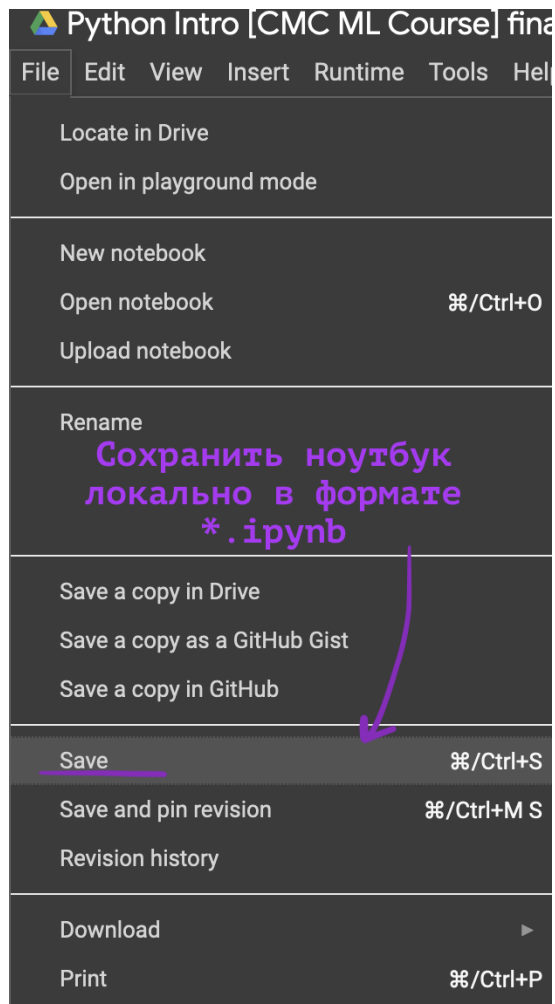 Python Intro [CMC ML Course] fina
File Edit View Insert Runtime Tools Help
Locate in Drive
Open in playground mode
New notebook
Open notebook ⌘/Ctrl+O
Upload notebook
Rename
Сохранить ноутбук
локально в формате
*.ipynb
Save a copy in Drive
Save a copy as a GitHub Gist
Save a copy in GitHub
Save ⌘/Ctrl+S
Save and pin revision ⌘/Ctrl+M S
Revision history
Download ►
Print ⌘/Ctrl+P